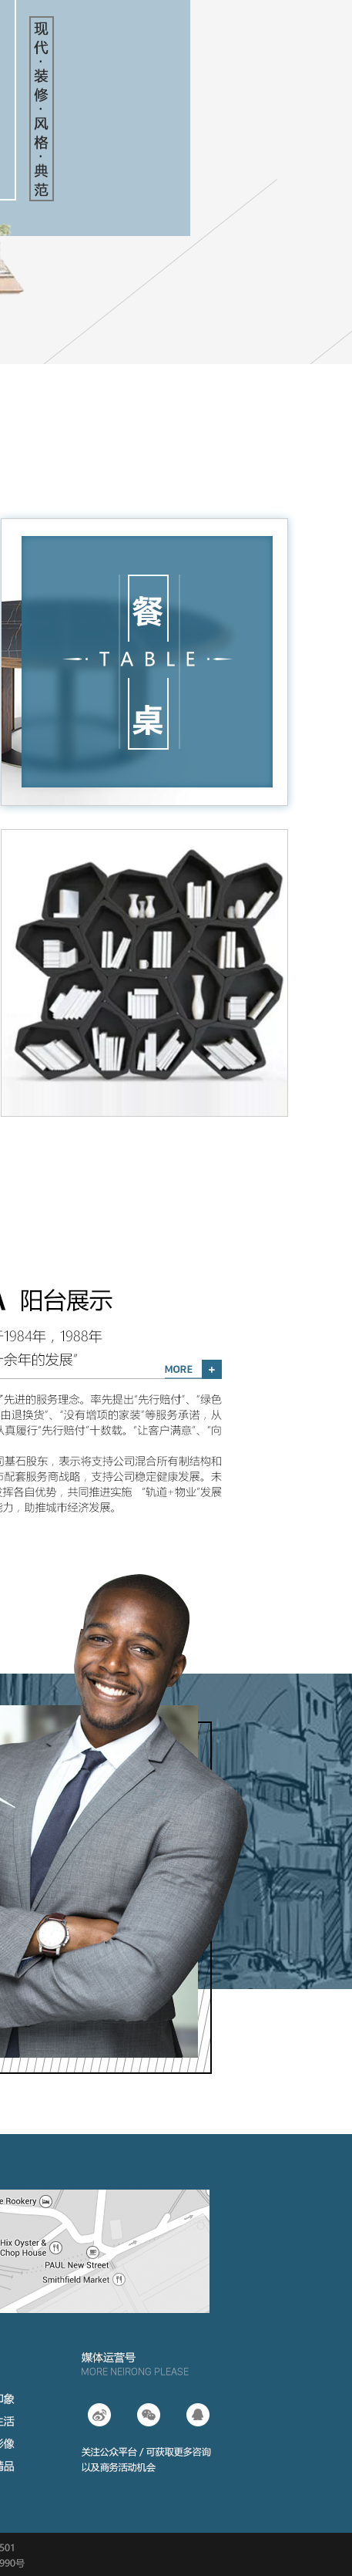 现代·装修·风格·典范
餐
TABLE
桌
A 阳台展示
于1984年，1988年
十余年的发展“
MORE +
了先进的服务理念。率先提出“先行赔付”、“绿色
由退换货”、“没有增项的家装”等服务承诺，从
认真履行“先行赔付”十数载。“让客户满意”、“向
司基石股东，表示将支持公司混合所有制结构和
市配套服务商战略，支持公司稳定健康发展。未
发挥各自优势，共同推进实施 “轨道+物业”发展
能力，助推城市经济发展。
e Rookery
Hix Oyster &
Chop House
PAUL New Street
Smithfield Market
媒体运营号
MORE NEIRONG PLEASE
印象
生活
影像
精品
关注公众平台 / 可获取更多咨询
以及商务活动机会
501
990号